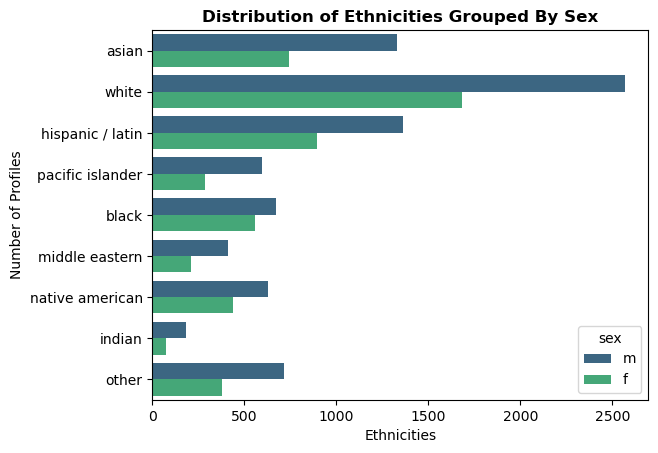 Distribution of Ethnicities Grouped By Sex
Number of Profiles
asian
white
hispanic / latin
pacific islander
black
middle eastern
native american
indian
other
sex
m
f
0 500 1000 1500 2000 2500
Ethnicities